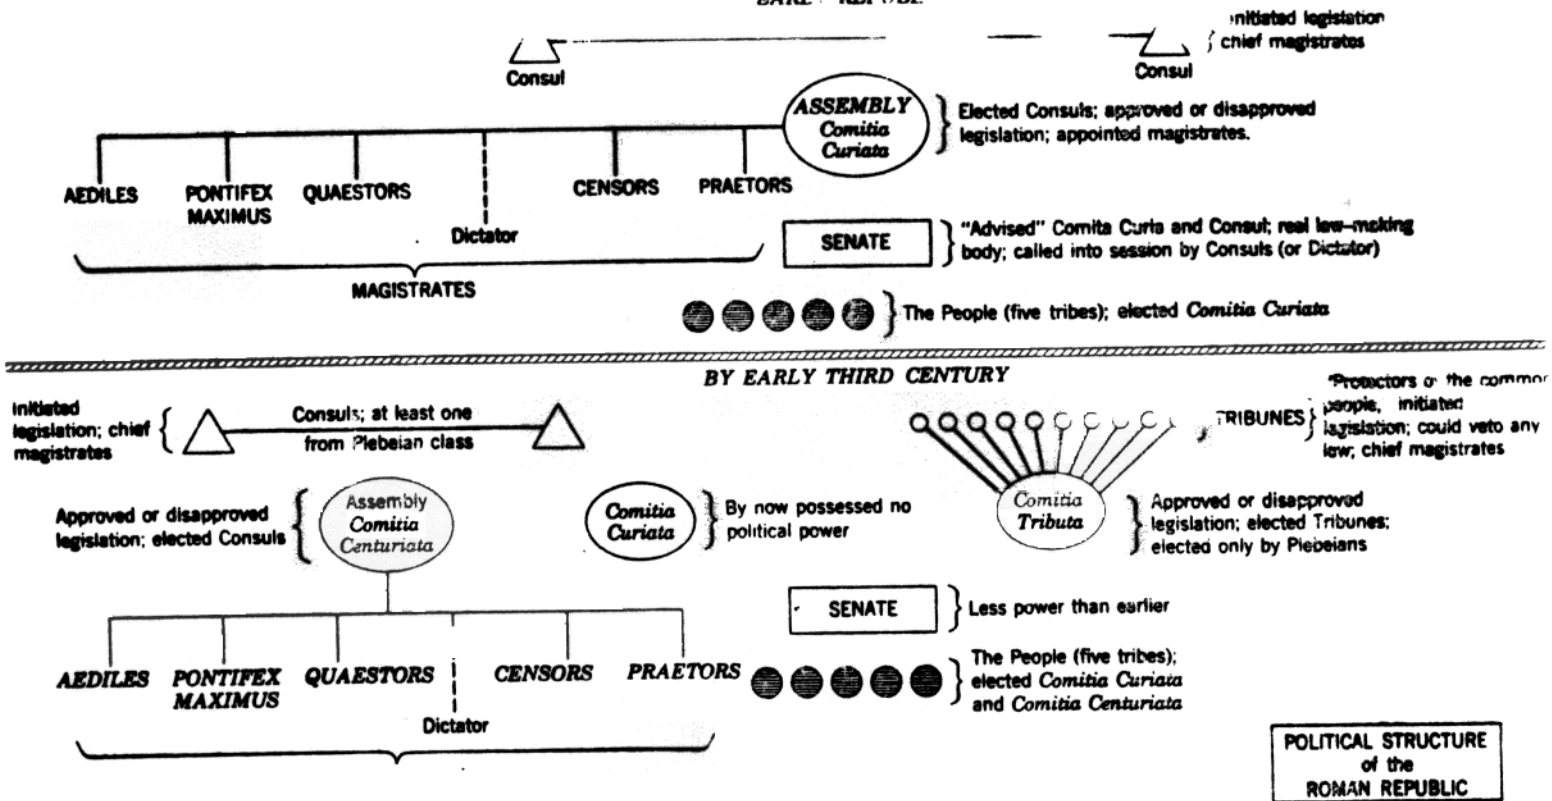 initiated legislation
chief magistrates
Consul
Consul
ASSEMBLY
Comitia
Curiata
Elected Consuls; approved or disapproved
legislation; appointed magistrates.
AEDILES
PONTIFEX
MAXIMUS
QUAESTORS
Dictator
CENSORS
PRAETORS
MAGISTRATES
SENATE
"Advised" Comita Curia and Consul; real law-making
body; called into session by Consuls (or Dictator)
The People (five tribes); elected Comitia Curiata
BY EARLY THIRD CENTURY
Initiated
legislation; chief
magistrates
Consuls; at least one
from Plebeian class
TRIBUNES
"Protectors of the common
people, initiated
legislation; could veto any
law; chief magistrates
Approved or disapproved
legislation; elected Consuls
Assembly
Comitia
Centuriata
Comitia
Curiata
By now possessed no
political power
Comitia
Tributa
Approved or disapproved
legislation; elected Tribunes;
elected only by Plebeians
SENATE
Less power than earlier
AEDILES
PONTIFEX
MAXIMUS
QUAESTORS
Dictator
CENSORS
PRAETORS
The People (five tribes);
elected Comitia Curiata
and Comitia Centuriata
POLITICAL STRUCTURE
of the
ROMAN REPUBLIC